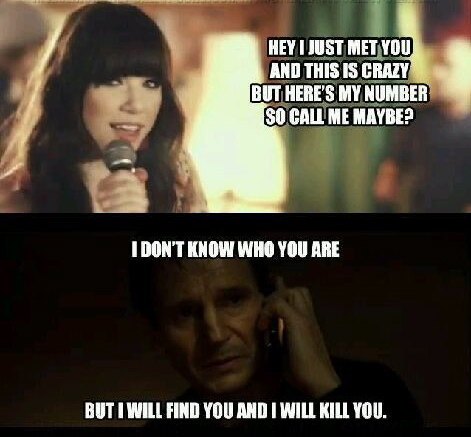 HEY I JUST MET YOU
AND THIS IS CRAZY
BUT HERE'S MY NUMBER
SO CALL ME MAYBE?
I DON'T KNOW WHO YOU ARE
BUT I WILL FIND YOU AND I WILL KILL YOU.